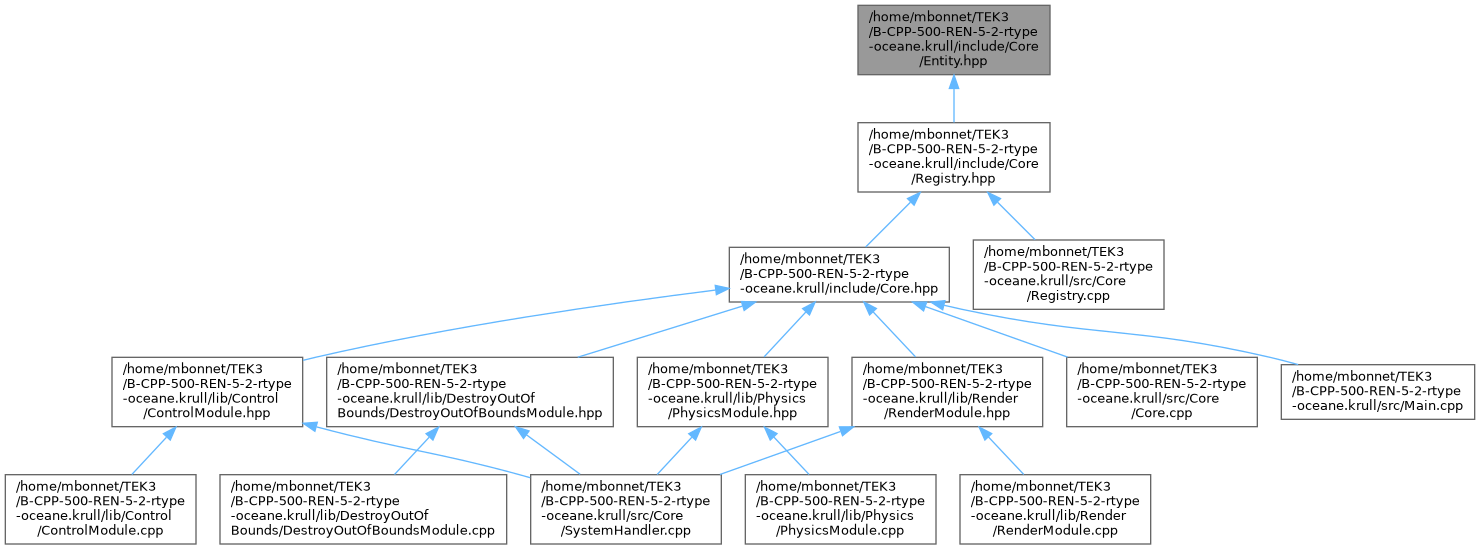 /home/mbonnet/TEK3
/B-CPP-500-REN-5-2-rtype
-oceane.krull/include/Core
/Entity.hpp
/home/mbonnet/TEK3
/B-CPP-500-REN-5-2-rtype
-oceane.krull/include/Core
/Registry.hpp
/home/mbonnet/TEK3
/B-CPP-500-REN-5-2-rtype
-oceane.krull/include/Core.hpp
/home/mbonnet/TEK3
/B-CPP-500-REN-5-2-rtype
-oceane.krull/src/Core
/Registry.cpp
/home/mbonnet/TEK3
/B-CPP-500-REN-5-2-rtype
-oceane.krull/lib/Control
/ControlModule.hpp
/home/mbonnet/TEK3
/B-CPP-500-REN-5-2-rtype
-oceane.krull/lib/DestroyOutOf
Bounds/DestroyOutOfBoundsModule.hpp
/home/mbonnet/TEK3
/B-CPP-500-REN-5-2-rtype
-oceane.krull/lib/Physics
/PhysicsModule.hpp
/home/mbonnet/TEK3
/B-CPP-500-REN-5-2-rtype
-oceane.krull/lib/Render
/RenderModule.hpp
/home/mbonnet/TEK3
/B-CPP-500-REN-5-2-rtype
-oceane.krull/src/Core
/Core.cpp
/home/mbonnet/TEK3
/B-CPP-500-REN-5-2-rtype
-oceane.krull/src/Main.cpp
/home/mbonnet/TEK3
/B-CPP-500-REN-5-2-rtype
-oceane.krull/lib/Control
/ControlModule.cpp
/home/mbonnet/TEK3
/B-CPP-500-REN-5-2-rtype
-oceane.krull/lib/DestroyOutOf
Bounds/DestroyOutOfBoundsModule.cpp
/home/mbonnet/TEK3
/B-CPP-500-REN-5-2-rtype
-oceane.krull/src/Core
/SystemHandler.cpp
/home/mbonnet/TEK3
/B-CPP-500-REN-5-2-rtype
-oceane.krull/lib/Physics
/PhysicsModule.cpp
/home/mbonnet/TEK3
/B-CPP-500-REN-5-2-rtype
-oceane.krull/lib/Render
/RenderModule.cpp